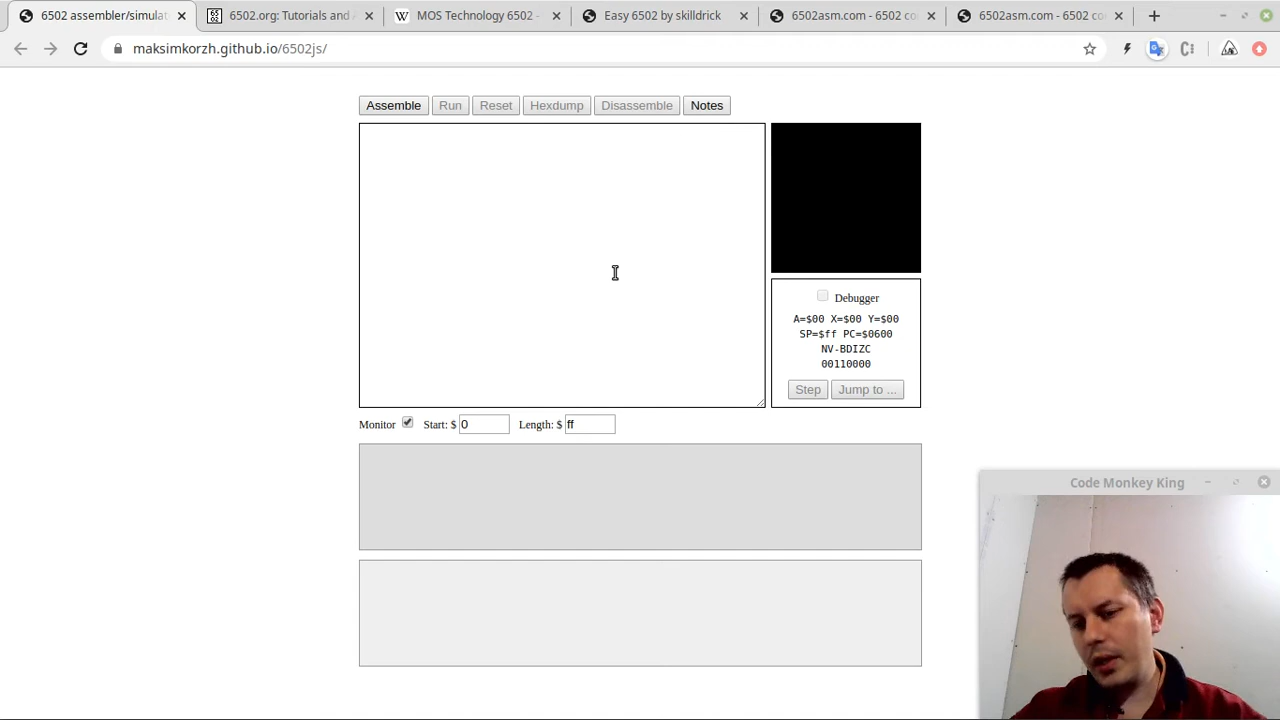 6502 assembler/simulat
6502.org: Tutorials and A
MOS Technology 6502 -
Easy 6502 by skilldrick
6502asm.com - 6502 co
6502asm.com - 6502 co
maksimkorzh.github.io/6502js/
Assemble Run Reset Hexdump Disassemble Notes
Debugger
A=$00 X=$00 Y=$00
SP=$ff PC=$0600
NV-BDIZC
00110000
Step Jump to ...
Monitor Start: $ 0 Length: $ ff
Code Monkey King